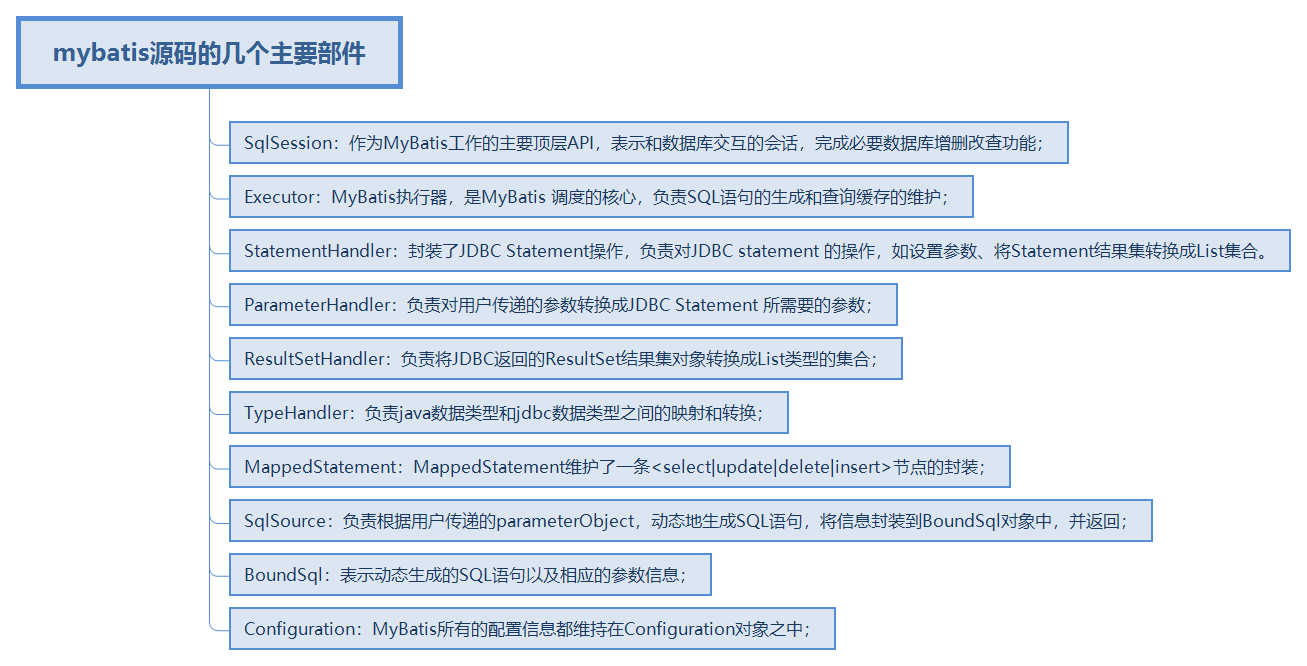 mybatis源码的几个主要部件
SqlSession：作为MyBatis工作的主要顶层API，表示和数据库交互的会话，完成必要数据库增删改查功能；
Executor：MyBatis执行器，是MyBatis 调度的核心，负责SQL语句的生成和查询缓存的维护；
StatementHandler：封装了JDBC Statement操作，负责对JDBC statement 的操作，如设置参数、将Statement结果集转换成List集合。
ParameterHandler：负责对用户传递的参数转换成JDBC Statement 所需要的参数；
ResultSetHandler：负责将JDBC返回的ResultSet结果集对象转换成List类型的集合；
TypeHandler：负责java数据类型和jdbc数据类型之间的映射和转换；
MappedStatement：MappedStatement维护了一条<select|update|delete|insert>节点的封装；
SqlSource：负责根据用户传递的parameterObject，动态地生成SQL语句，将信息封装到BoundSql对象中，并返回；
BoundSql：表示动态生成的SQL语句以及相应的参数信息；
Configuration：MyBatis所有的配置信息都维持在Configuration对象之中；